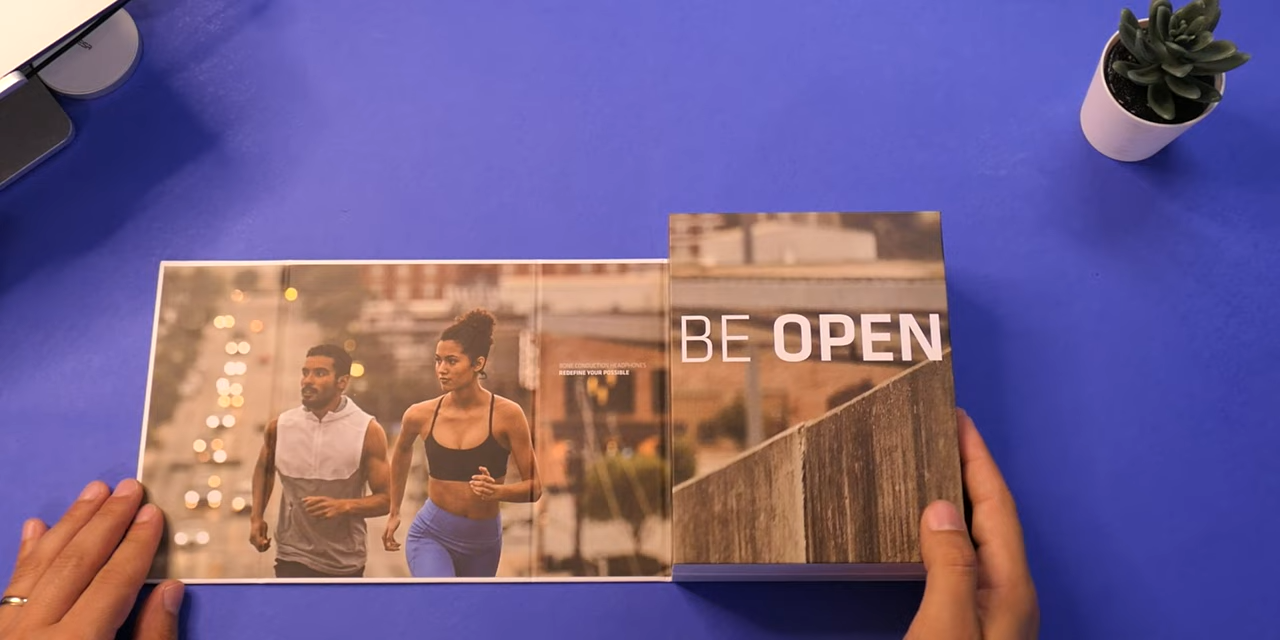 BONE CONDUCTION HEADPHONES
REDEFINE YOUR POSSIBLE
BE OPEN